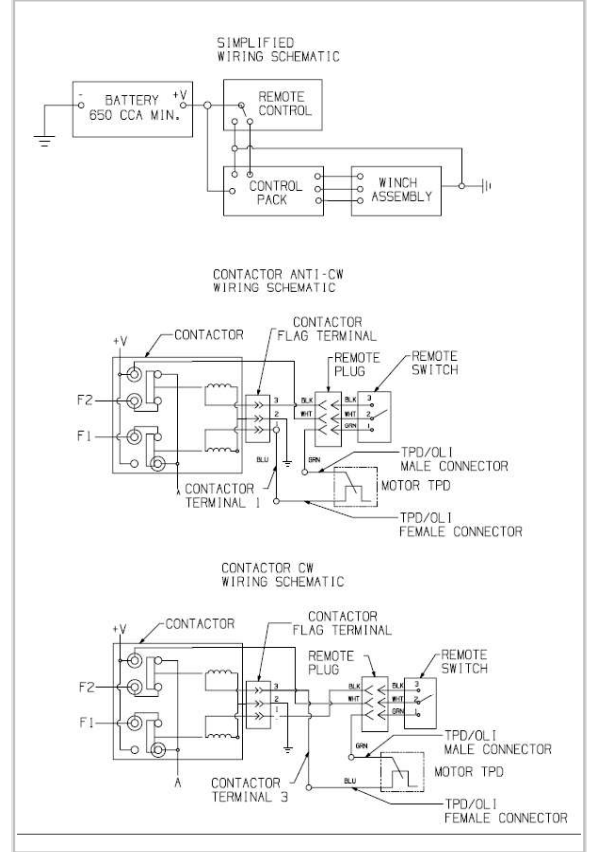 SIMPLIFIED
WIRING SCHEMATIC
- BATTERY +V
650 CCA MIN.
REMOTE
CONTROL
CONTROL
PACK
WINCH
ASSEMBLY
CONTACTOR ANTI-CW
WIRING SCHEMATIC
+V
CONTACTOR
CONTACTOR
FLAG TERMINAL
REMOTE
PLUG
REMOTE
SWITCH
F2
F1
3
2
1
BLK
WHT
BLK
WHT
GRN
3
2
1
BLU
GRN
A
CONTACTOR
TERMINAL 1
TPD/OLI
MALE CONNECTOR
MOTOR TPD
TPD/OLI
FEMALE CONNECTOR
CONTACTOR CW
WIRING SCHEMATIC
+V
CONTACTOR
CONTACTOR
FLAG TERMINAL
REMOTE
PLUG
REMOTE
SWITCH
F2
F1
3
2
1
BLK
WHT
BLK
WHT
GRN
3
2
1
GRN
A
CONTACTOR
TERMINAL 3
BLU
TPD/OLI
MALE CONNECTOR
MOTOR TPD
TPD/OLI
FEMALE CONNECTOR